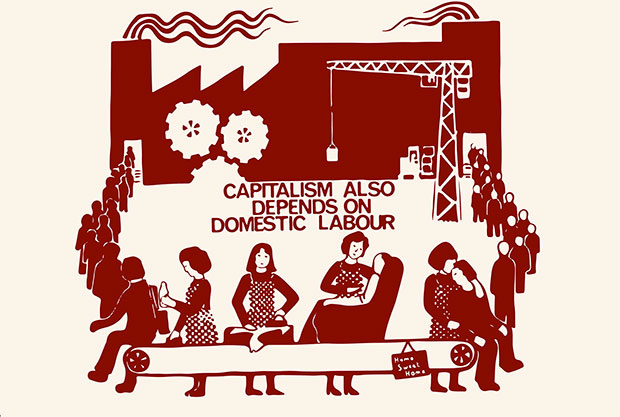 CAPITALISM ALSO
DEPENDS ON
DOMESTIC LABOUR
Home
Sweet
Home